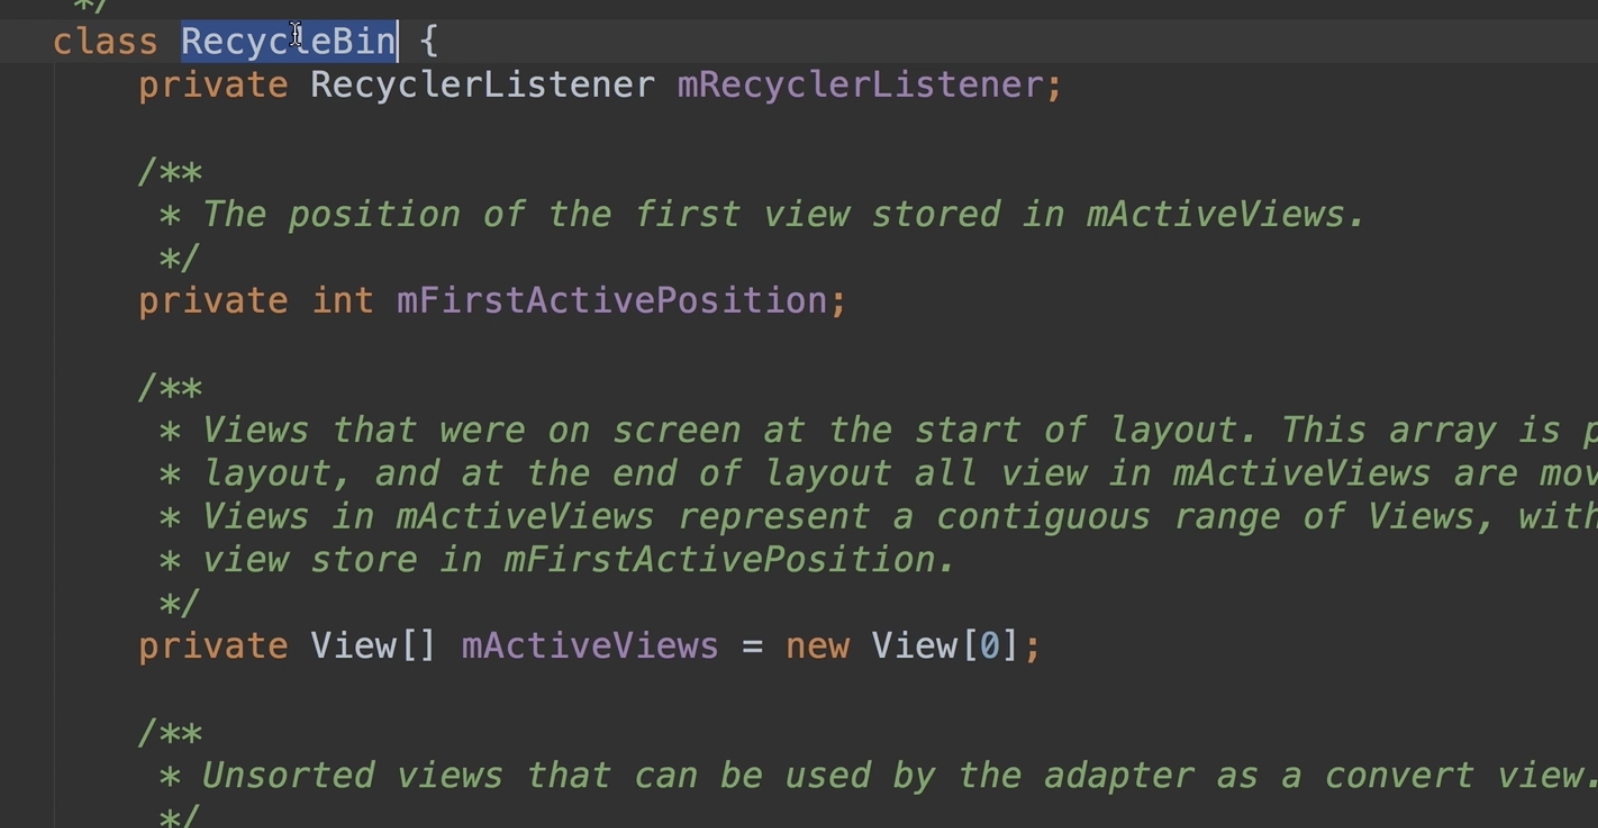 */
class RecycleBin {
private RecyclerListener mRecyclerListener;
/**
* The position of the first view stored in mActiveViews.
*/
private int mFirstActivePosition;
/**
* Views that were on screen at the start of layout. This array is
* layout, and at the end of layout all view in mActiveViews are
* Views in mActiveViews represent a contiguous range of Views, with
* view store in mFirstActivePosition.
*/
private View[] mActiveViews = new View[0];
/**
* Unsorted views that can be used by the adapter as a convert view.
*/